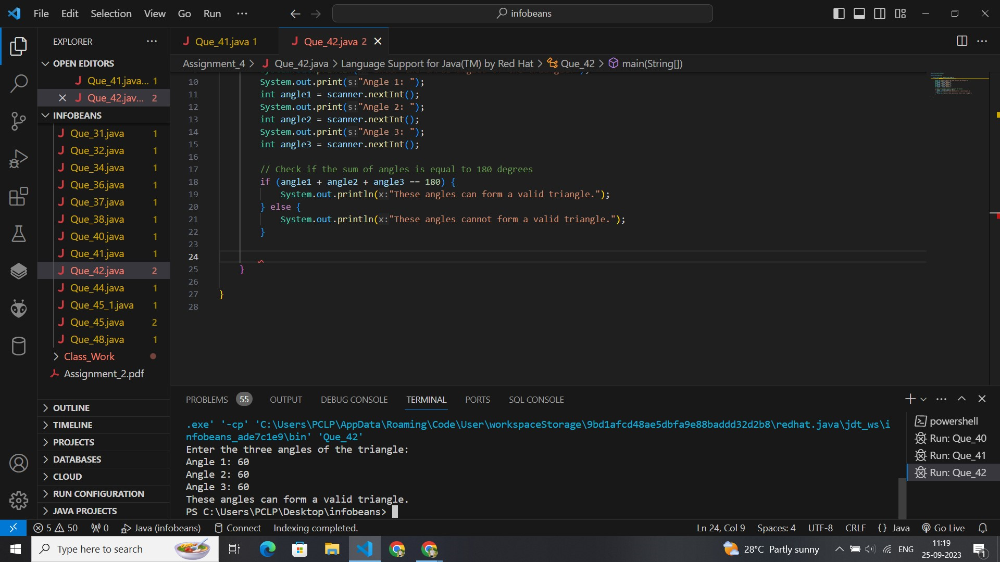 File Edit Selection View Go Run ···
infobeans
EXPLORER ···
OPEN EDITORS
Que_41.java... 1
Que_42.jav... 2
INFOBEANS
Que_31.java 1
Que_32.java 1
Que_34.java 1
Que_36.java 1
Que_37.java 1
Que_38.java 1
Que_40.java 1
Que_41.java 1
Que_42.java 2
Que_44.java 1
Que_45_1.java 1
Que_45.java 2
Que_48.java 1
Class_Work
Assignment_2.pdf
OUTLINE
TIMELINE
PROJECTS
DATABASES
CLOUD
RUN CONFIGURATION
JAVA PROJECTS
Que_41.java 1
Que_42.java 2
Assignment_4 > Que_42.java > Language Support for Java(TM) by Red Hat > Que_42 > main(String[])
10 System.out.print(s:"Angle 1: ");
11 int angle1 = scanner.nextInt();
12 System.out.print(s:"Angle 2: ");
13 int angle2 = scanner.nextInt();
14 System.out.print(s:"Angle 3: ");
15 int angle3 = scanner.nextInt();
16
17 // Check if the sum of angles is equal to 180 degrees
18 if (angle1 + angle2 + angle3 == 180) {
19 System.out.println(x:"These angles can form a valid triangle.");
20 } else {
21 System.out.println(x:"These angles cannot form a valid triangle.");
22 }
23
24
25 }
26
27 }
28
PROBLEMS 55 OUTPUT DEBUG CONSOLE TERMINAL PORTS SQL CONSOLE
.exe' '-cp' 'C:\Users\PCLP\AppData\Roaming\Code\User\workspaceStorage\9bd1afcd48ae5dbfa9e88baddd32d2b8\redhat.java\jdt_ws\i
nfobeans_ade7c1e9\bin' 'Que_42'
Enter the three angles of the triangle:
Angle 1: 60
Angle 2: 60
Angle 3: 60
These angles can form a valid triangle.
PS C:\Users\PCLP\Desktop\infobeans>
powershell
Run: Que_40
Run: Que_41
Run: Que_42
5 50 0 Java (infobeans) Connect Indexing completed.
Ln 24, Col 9 Spaces: 4 UTF-8 CRLF {} Java Go Live
Type here to search
28°C Partly sunny
ENG
11:19
25-09-2023
1